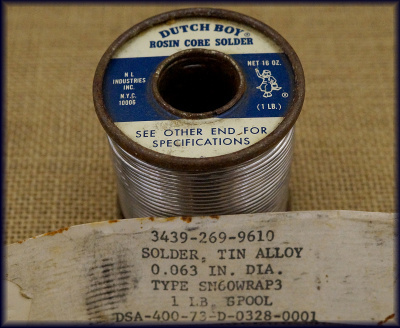 DUTCH BOY®
ROSIN CORE SOLDER
N L
INDUSTRIES
INC.
N.Y.C.
10006
NET 16 OZ.
(1 LB.)
SEE OTHER END FOR
SPECIFICATIONS
3439-269-9610
SOLDER, TIN ALLOY
0.063 IN. DIA.
TYPE SN60WRAP3
1 LB. SPOOL
DSA-400-73-D-0328-0001